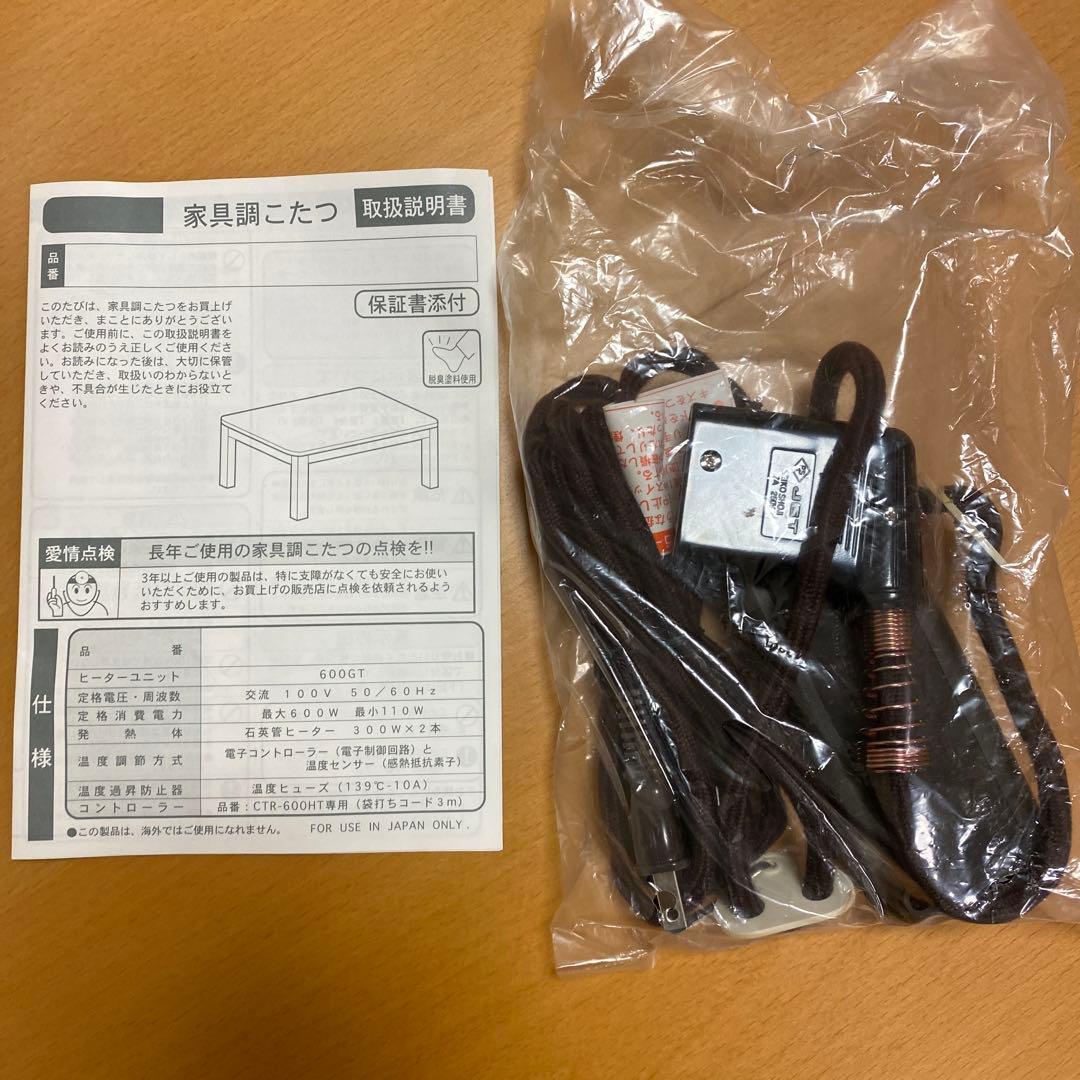 家具調こたつ 取扱説明書
品番
保証書添付
このたびは、家具調こたつをお買上げ
いただき、まことにありがとうござい
ます。ご使用前に、この取扱説明書を
よくお読みのうえ正しくご使用くださ
い。お読みになった後は、大切に保管
していただき、取扱いのわからないと
きや、不具合が生じたときにお役立て
ください。
脱臭塗料使用
愛情点検 長年ご使用の家具調こたつの点検を!!
3年以上ご使用の製品は、特に支障がなくても安全にお使い
いただくために、お買上げの販売店に点検を依頼されるよう
おすすめします。
仕様
品番
ヒーターユニット 600GT
定格電圧・周波数 交流 100V 50/60Hz
定格消費電力 最大600W 最小110W
発熱体 石英管ヒーター 300W×2本
温度調節方式 電子コントローラー(電子制御回路)と
温度センサー(感熱抵抗素子)
温度過昇防止器 温度ヒューズ(139℃-10A)
コントローラー 品番:CTR-600HT専用(袋打ちコード3m)
●この製品は、海外ではご使用になれません。 FOR USE IN JAPAN ONLY.
PS
JET
SEIKO SHOJI
7A